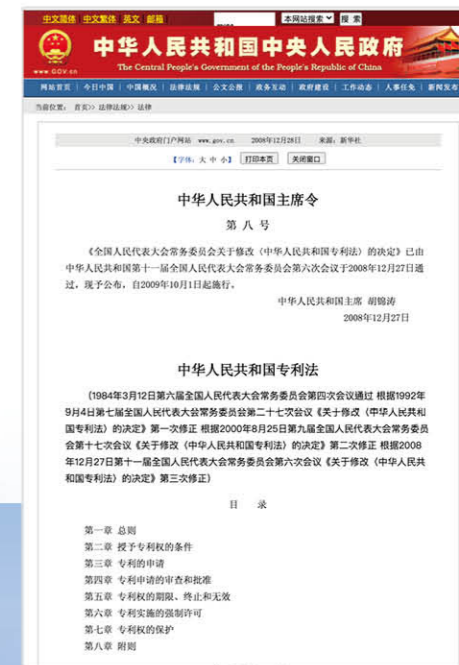 中文简体 中文繁体 英文 邮箱 本网站搜索 搜 索
中华人民共和国中央人民政府
www.GOV.cn The Central People's Government of the People's Republic of China
网站首页 | 今日中国 | 中国概况 | 法律法规 | 公文公报 | 政务互动 | 政府建设 | 工作动态 | 人事任免 | 新闻发布
当前位置： 首页>> 法律法规>> 法律
中央政府门户网站 www.gov.cn 2008年12月28日 来源：新华社
【字体：大 中 小】 打印本页 关闭窗口
中华人民共和国主席令
第 八 号
《全国人民代表大会常务委员会关于修改〈中华人民共和国专利法〉的决定》已由
中华人民共和国第十一届全国人民代表大会常务委员会第六次会议于2008年12月27日通
过，现予公布，自2009年10月1日起施行。
中华人民共和国主席 胡锦涛
2008年12月27日
中华人民共和国专利法
（1984年3月12日第六届全国人民代表大会常务委员会第四次会议通过 根据1992年
9月4日第七届全国人民代表大会常务委员会第二十七次会议《关于修改〈中华人民共和
国专利法〉的决定》第一次修正 根据2000年8月25日第九届全国人民代表大会常务委员
会第十七次会议《关于修改〈中华人民共和国专利法〉的决定》第二次修正 根据2008
年12月27日第十一届全国人民代表大会常务委员会第六次会议《关于修改〈中华人民共
和国专利法〉的决定》第三次修正）
目 录
第一章 总则
第二章 授予专利权的条件
第三章 专利的申请
第四章 专利申请的审查和批准
第五章 专利权的期限、终止和无效
第六章 专利实施的强制许可
第七章 专利权的保护
第八章 附则